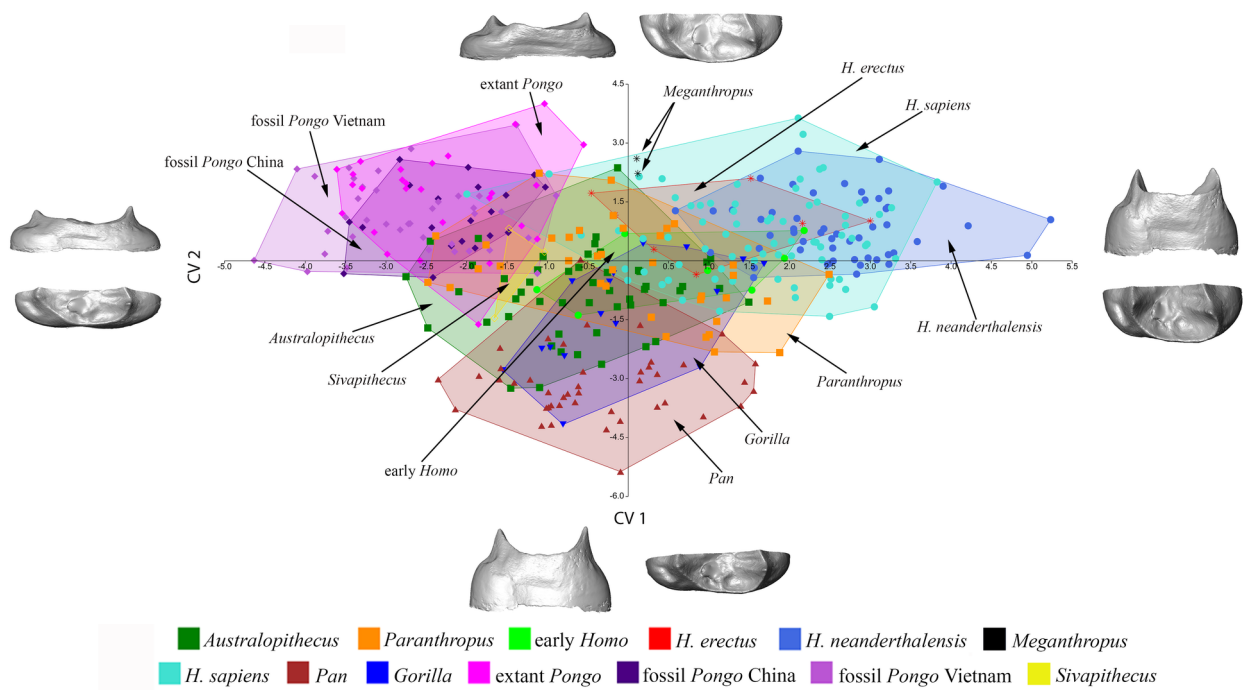 extant Pongo
Meganthropus
H. erectus
H. sapiens
fossil Pongo Vietnam
fossil Pongo China
4.5
3.0
1.5
CV 2
-5.0 -4.5 -4.0 -3.5 -3.0 -2.5 -2.0 -1.5 -1.0 -0.5 0.5 1.0 1.5 2.0 2.5 3.0 3.5 4.0 4.5 5.0 5.5
-1.5
-3.0
-4.5
-6.0
CV 1
Australopithecus
Sivapithecus
early Homo
H. neanderthalensis
Paranthropus
Gorilla
Pan
Australopithecus Paranthropus early Homo H. erectus H. neanderthalensis Meganthropus
H. sapiens Pan Gorilla extant Pongo fossil Pongo China fossil Pongo Vietnam Sivapithecus